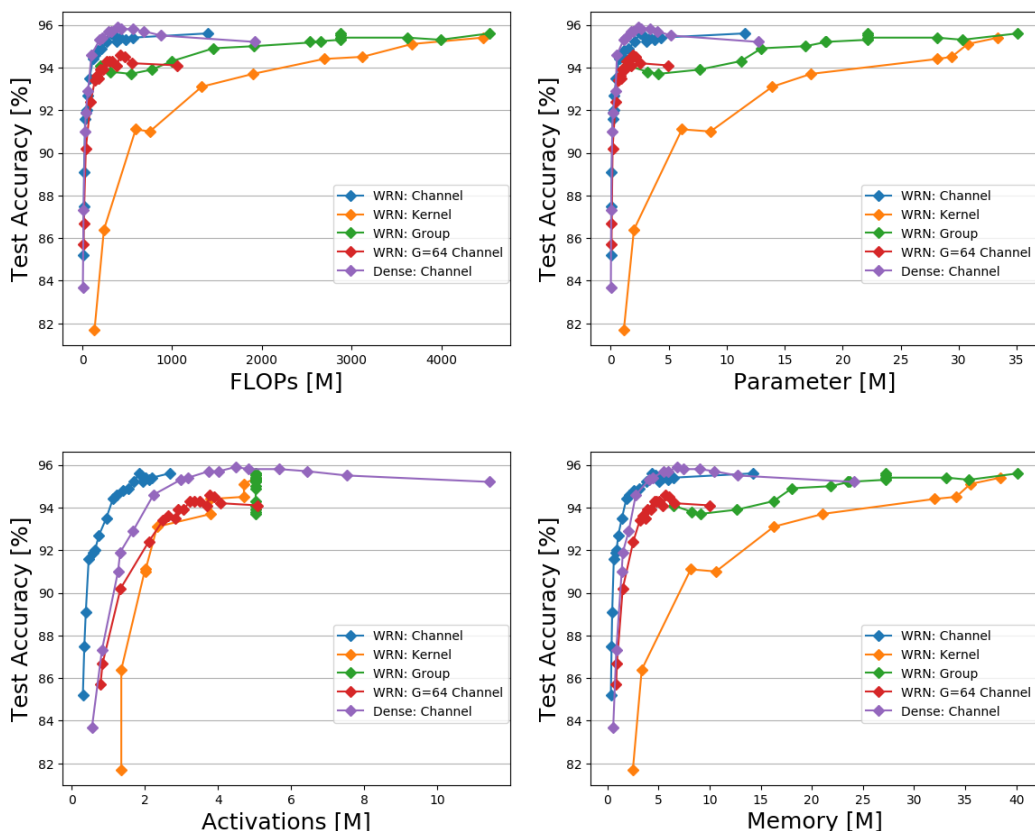 96
94
92
90
88
86
84
82
Test Accuracy [%]
0
1000
2000
3000
4000
FLOPs [M]
WRN: Channel
WRN: Kernel
WRN: Group
WRN: G=64 Channel
Dense: Channel
96
94
92
90
88
86
84
82
Test Accuracy [%]
0
5
10
15
20
25
30
35
Parameter [M]
WRN: Channel
WRN: Kernel
WRN: Group
WRN: G=64 Channel
Dense: Channel
96
94
92
90
88
86
84
82
Test Accuracy [%]
0
2
4
6
8
10
Activations [M]
WRN: Channel
WRN: Kernel
WRN: Group
WRN: G=64 Channel
Dense: Channel
96
94
92
90
88
86
84
82
Test Accuracy [%]
0
5
10
15
20
25
30
35
40
Memory [M]
WRN: Channel
WRN: Kernel
WRN: Group
WRN: G=64 Channel
Dense: Channel